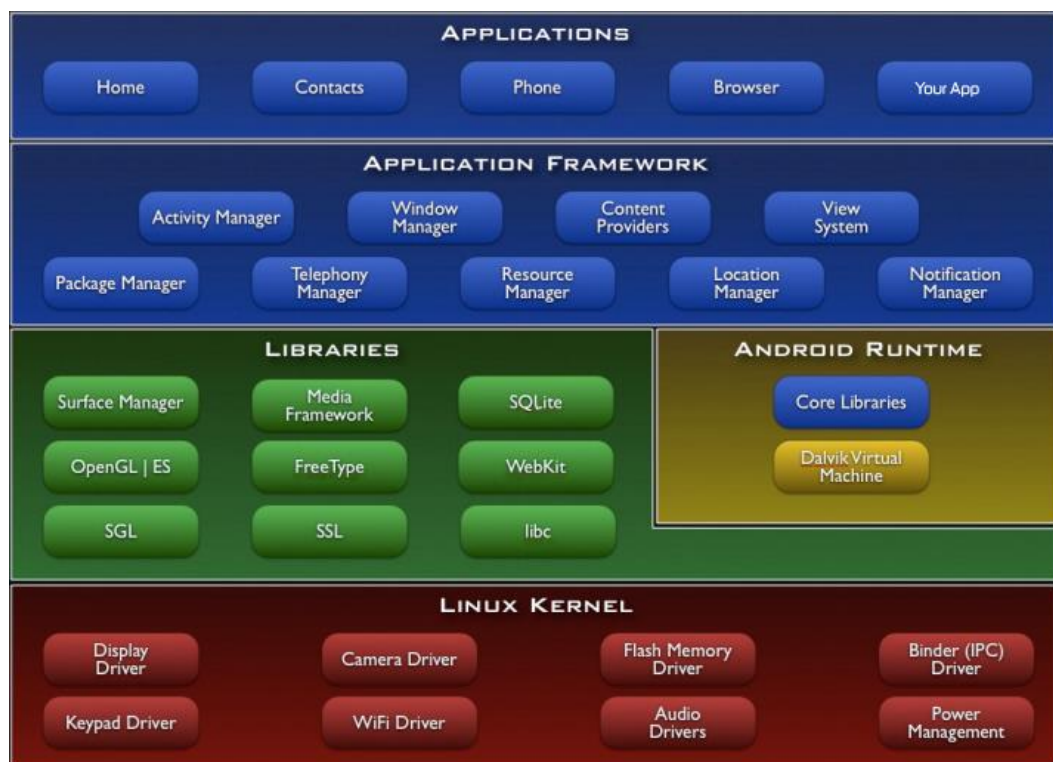 APPLICATIONS
Home Contacts Phone Browser Your App
APPLICATION FRAMEWORK
Activity Manager Window Manager Content Providers View System
Package Manager Telephony Manager Resource Manager Location Manager Notification Manager
LIBRARIES
Surface Manager Media Framework SQLite
OpenGL | ES FreeType WebKit
SGL SSL libc
ANDROID RUNTIME
Core Libraries
Dalvik Virtual Machine
LINUX KERNEL
Display Driver Camera Driver Flash Memory Driver Binder (IPC) Driver
Keypad Driver WiFi Driver Audio Drivers Power Management